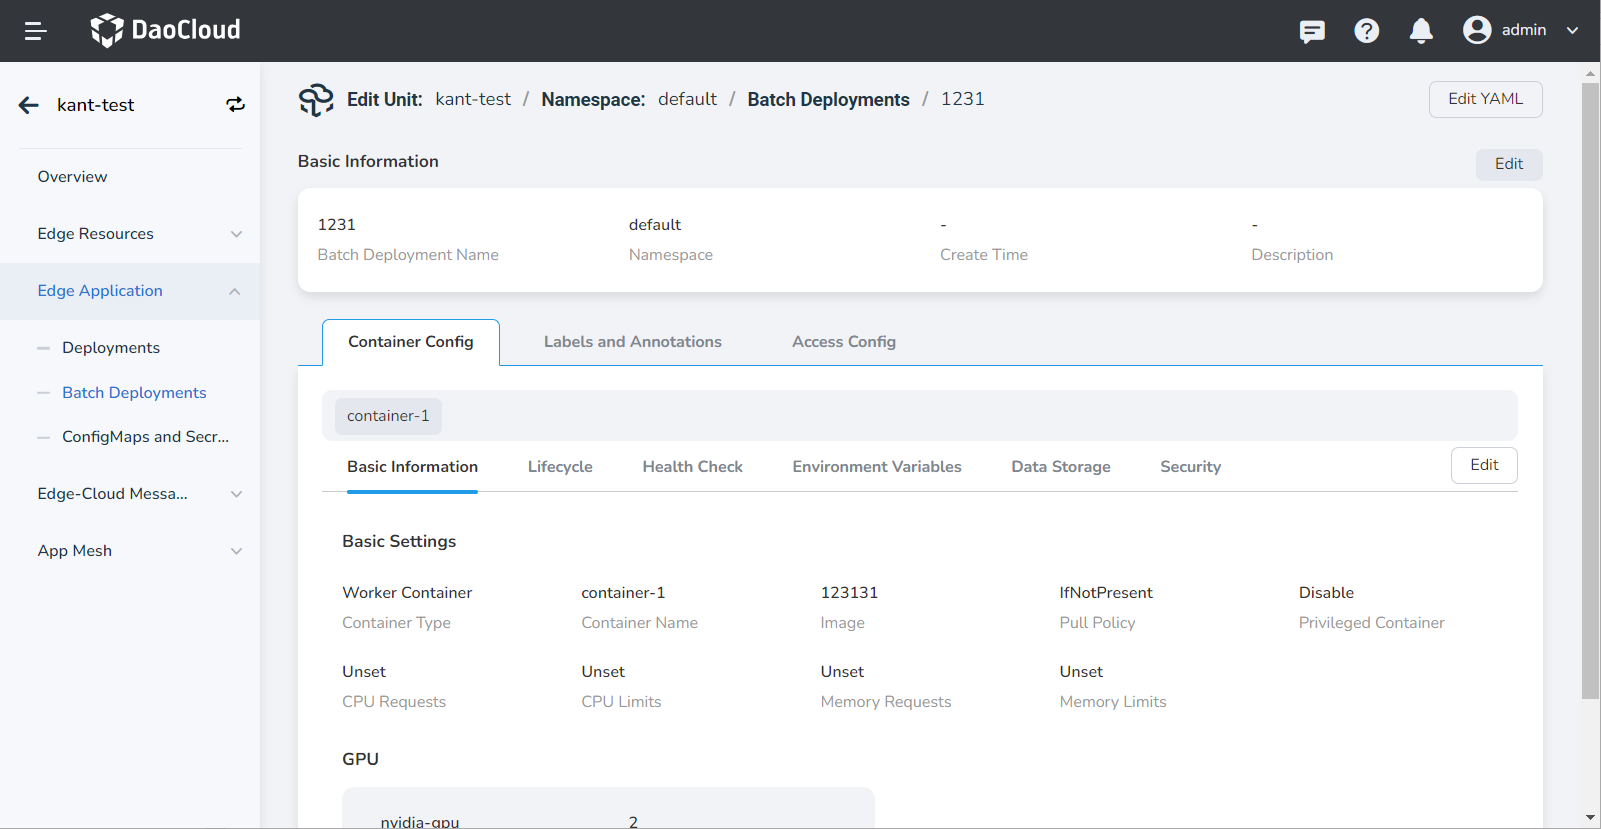 DaoCloud
admin
kant-test
Edit Unit: kant-test / Namespace: default / Batch Deployments / 1231
Edit YAML
Overview
Edge Resources
Edge Application
Deployments
Batch Deployments
ConfigMaps and Secr...
Edge-Cloud Messa...
App Mesh
Basic Information
Edit
1231
Batch Deployment Name
default
Namespace
-
Create Time
-
Description
Container Config
Labels and Annotations
Access Config
container-1
Basic Information
Lifecycle
Health Check
Environment Variables
Data Storage
Security
Edit
Basic Settings
Worker Container
Container Type
container-1
Container Name
123131
Image
IfNotPresent
Pull Policy
Disable
Privileged Container
Unset
CPU Requests
Unset
CPU Limits
Unset
Memory Requests
Unset
Memory Limits
GPU
nvidia-gpu
2